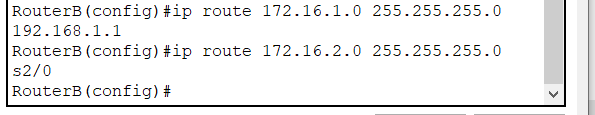 RouterB(config)#ip route 172.16.1.0 255.255.255.0
192.168.1.1
RouterB(config)#ip route 172.16.2.0 255.255.255.0
s2/0
RouterB(config)#